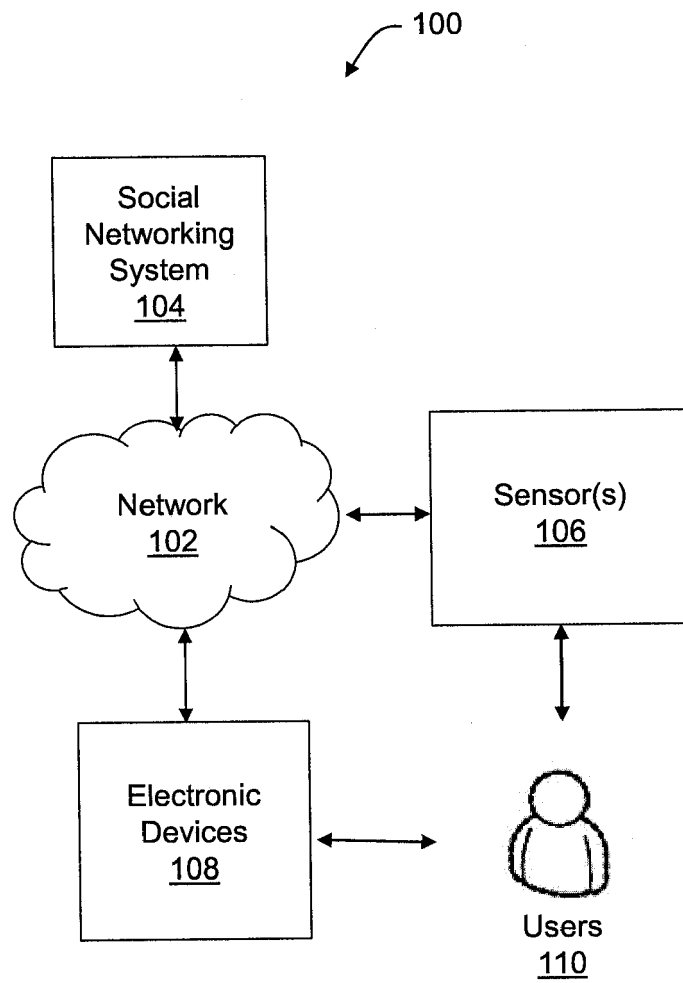 100
Social
Networking
System
104
Network
102
Sensor(s)
106
Electronic
Devices
108
Users
110